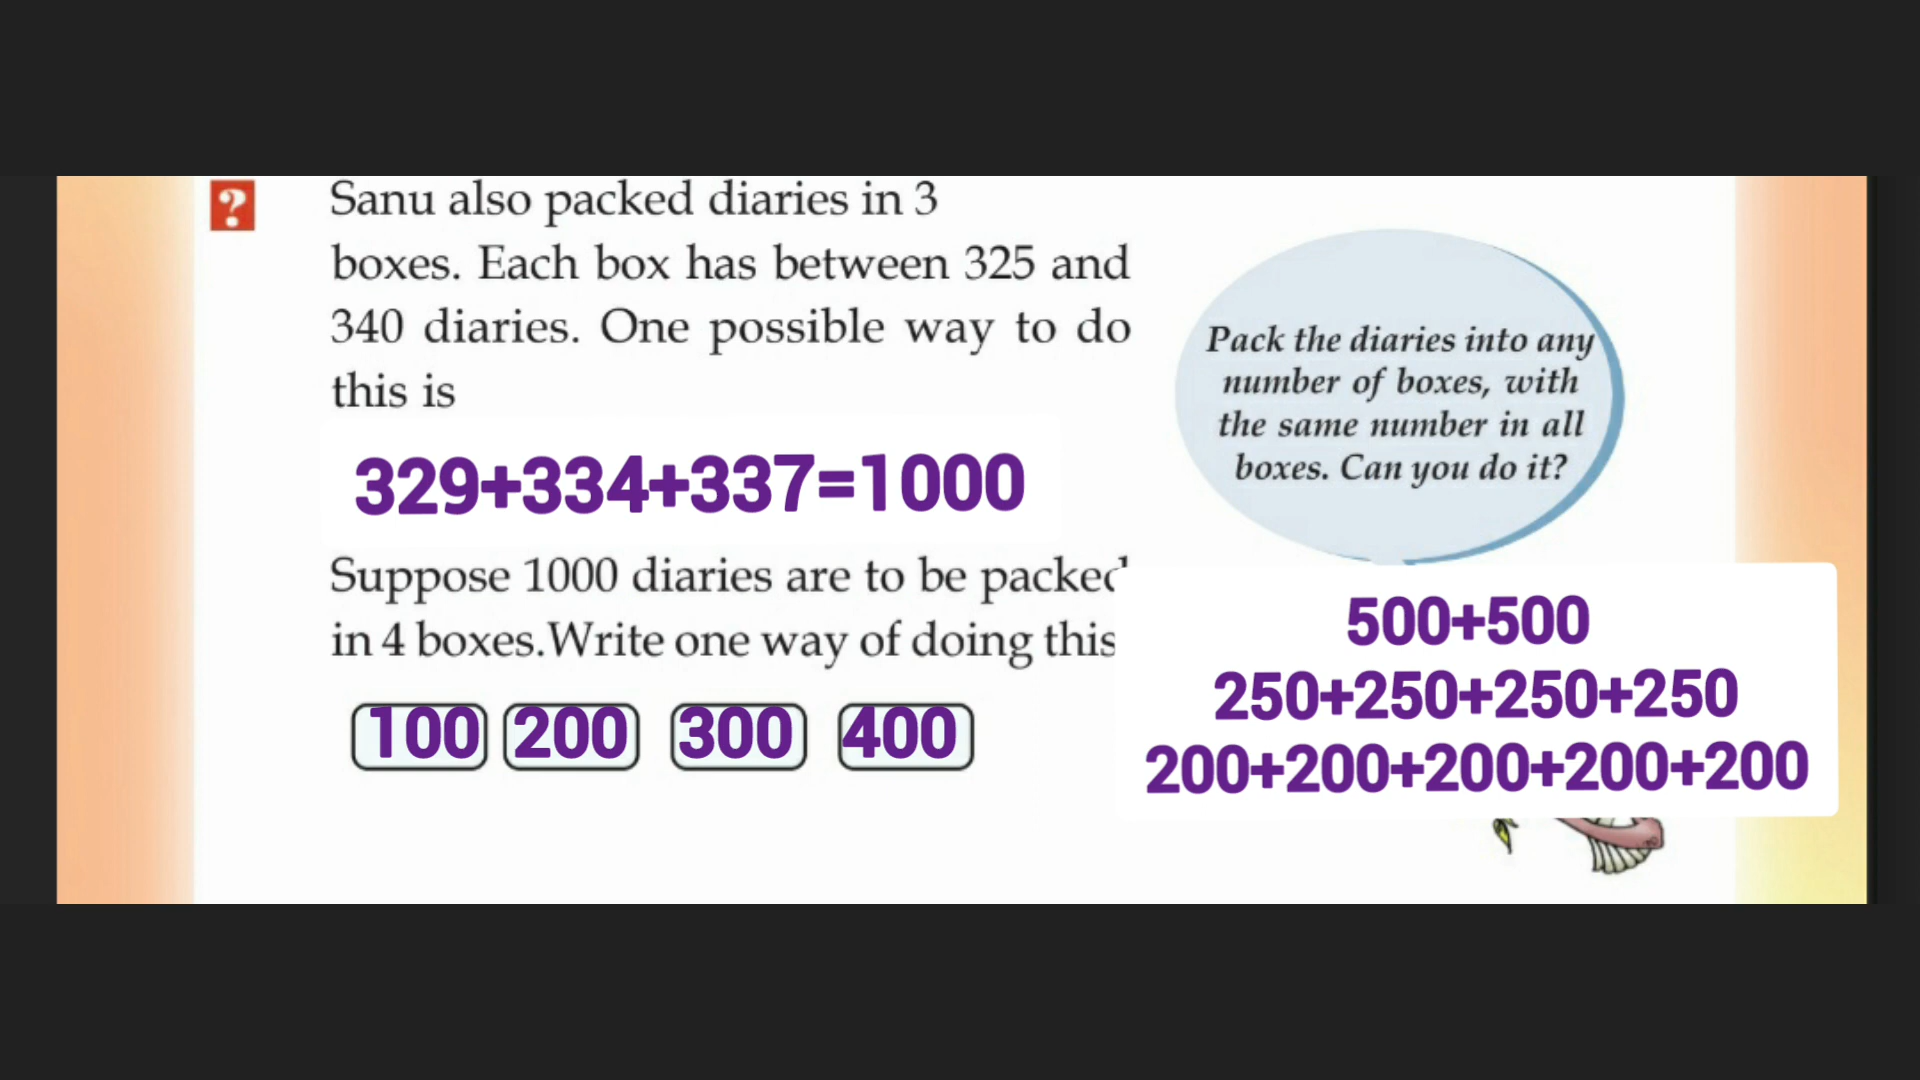 ?
Sanu also packed diaries in 3
boxes. Each box has between 325 and
340 diaries. One possible way to do
this is
329+334+337=1000
Suppose 1000 diaries are to be packed
in 4 boxes.Write one way of doing this
100 200 300 400
Pack the diaries into any
number of boxes, with
the same number in all
boxes. Can you do it?
500+500
250+250+250+250
200+200+200+200+200